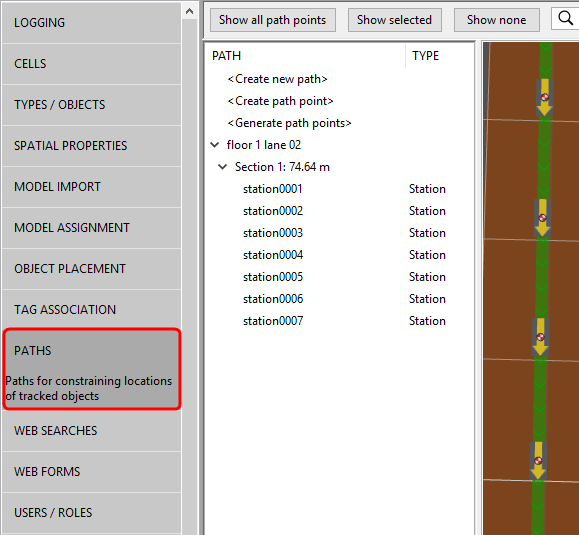 LOGGING
CELLS
TYPES / OBJECTS
SPATIAL PROPERTIES
MODEL IMPORT
MODEL ASSIGNMENT
OBJECT PLACEMENT
TAG ASSOCIATION
PATHS
Paths for constraining locations
of tracked objects
WEB SEARCHES
WEB FORMS
USERS / ROLES
Show all path points Show selected Show none
PATH TYPE
<Create new path>
<Create path point>
<Generate path points>
floor 1 lane 02
Section 1: 74.64 m
station0001 Station
station0002 Station
station0003 Station
station0004 Station
station0005 Station
station0006 Station
station0007 Station